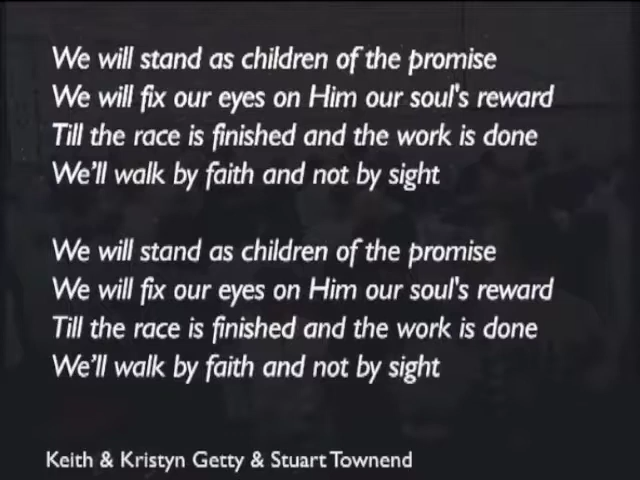 We will stand as children of the promise
We will fix our eyes on Him our soul's reward
Till the race is finished and the work is done
We'll walk by faith and not by sight
We will stand as children of the promise
We will fix our eyes on Him our soul's reward
Till the race is finished and the work is done
We'll walk by faith and not by sight
Keith & Kristyn Getty & Stuart Townend